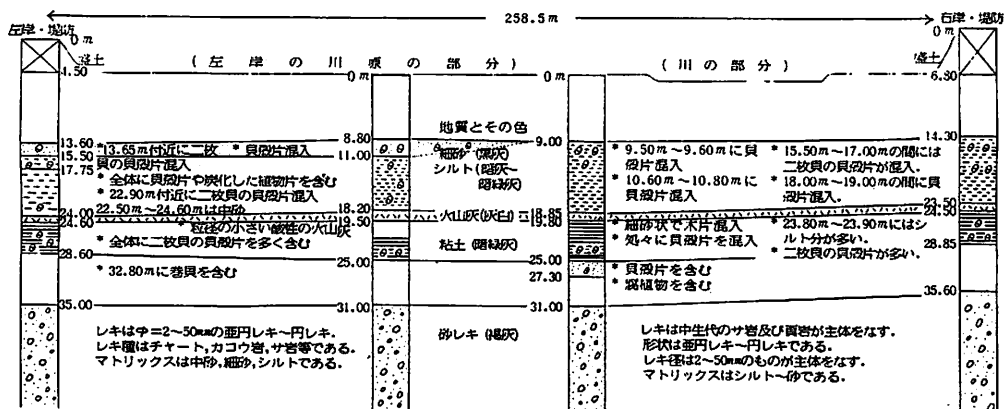 258.5m
左岸・堤防
右岸・堤防
0m
0m
盛土
盛土
(左岸の川原の部分)
(川の部分)
4.50
0m
0m
6.30
地質とその色
13.60
8.80
9.00
14.30
15.50
11.00
17.75
*13.65m付近に二枚
貝の貝殻片混入
*貝殻片混入
*全体に貝殻片や炭化した植物片を含む
*22.90m付近に二枚貝の貝殻片混入
22.50m～24.60mは中砂
細砂(黒灰)
シルト(暗灰～
暗緑灰)
*9.50m～9.60mに貝
殻片混入
*10.60m～10.80mに
貝殻片混入
*15.50m～17.00mの間には
二枚貝の貝殻片が混入。
*18.00m～19.00mの間に貝
殻片混入。
24.00
18.20
火山灰(灰白)
18.85
23.50
24.60
19.50
19.80
24.50
*粒径の小さい酸性の火山灰
*全体に二枚貝の貝殻片を多く含む
粘土(暗緑灰)
*細砂状で木片混入
*処々に貝殻片を混入
*23.80m～23.90mにはシ
ルト分が多い。
*二枚貝の貝殻片が多い。
28.60
25.00
25.00
28.85
*32.80mに巻貝を含む
27.30
*貝殻片を含む
*腐植物を含む
35.00
31.00
31.00
35.60
レキはφ=2～50mmの亜円レキ～円レキ。
レキ種はチャート,カコウ岩,サ岩等である。
マトリックスは中砂,細砂,シルトである。
砂レキ(褐灰)
レキは中生代のサ岩及び頁岩が主体をなす。
形状は亜円レキ～円レキである。
レキ径は2～50mmのものが主体をなす。
マトリックスはシルト～砂である。